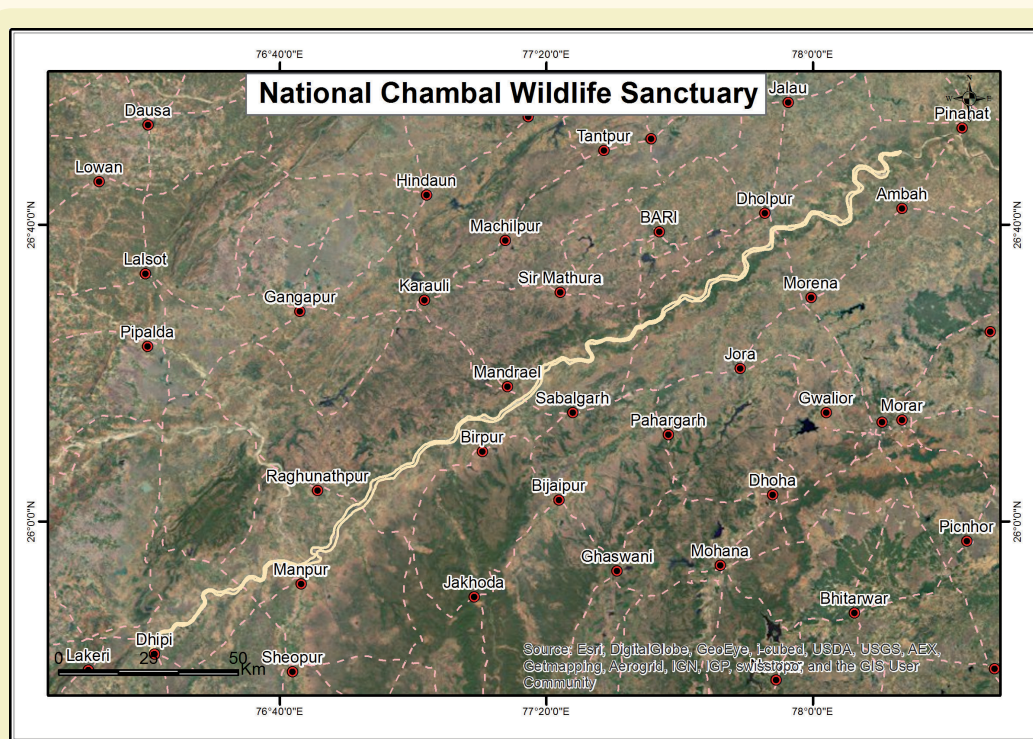 76°40'0"E 77°20'0"E 78°0'0"E
National Chambal Wildlife Sanctuary
Jalau
N
W E
S
Dausa
Pinahat
Tantpur
Lowan
Hindaun
Ambah
Dholpur
26°40'0"N
26°40'0"N
BARI
Machilpur
Lalsot
Sir Mathura
Karauli
Morena
Gangapur
Pipalda
Jora
Mandrael
Sabalgarh
Gwalior
Morar
Pahargarh
Birpur
Raghunathpur
Bijaipur
Dhoha
26°0'0"N
26°0'0"N
Picnhor
Mohana
Ghaswani
Manpur
Jakhoda
Bhitarwar
Dhipi
Lakeri
Sheopur
0 25 50
Km
Source: Esri, DigitalGlobe, GeoEye, i-cubed, USDA, USGS, AEX,
Getmapping, Aerogrid, IGN, IGP, swisstopo, and the GIS User
Community
76°40'0"E 77°20'0"E 78°0'0"E